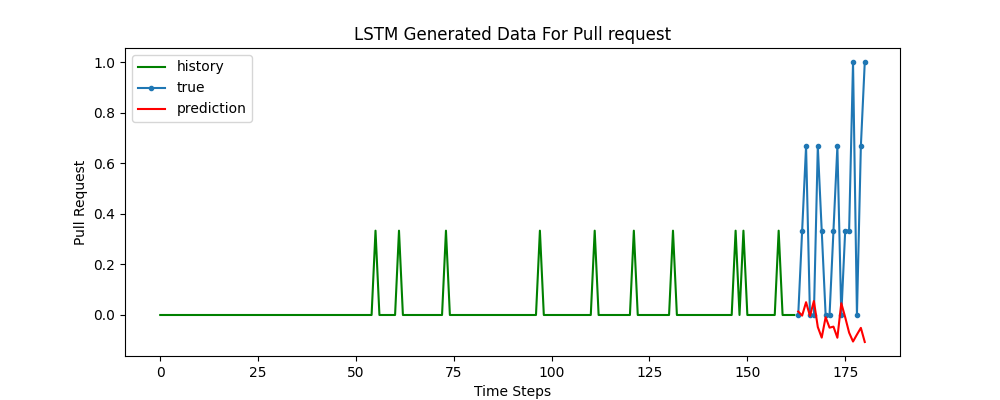 LSTM Generated Data For Pull request
history
true
prediction
Pull Request
1.0
0.8
0.6
0.4
0.2
0.0
0 25 50 75 100 125 150 175
Time Steps